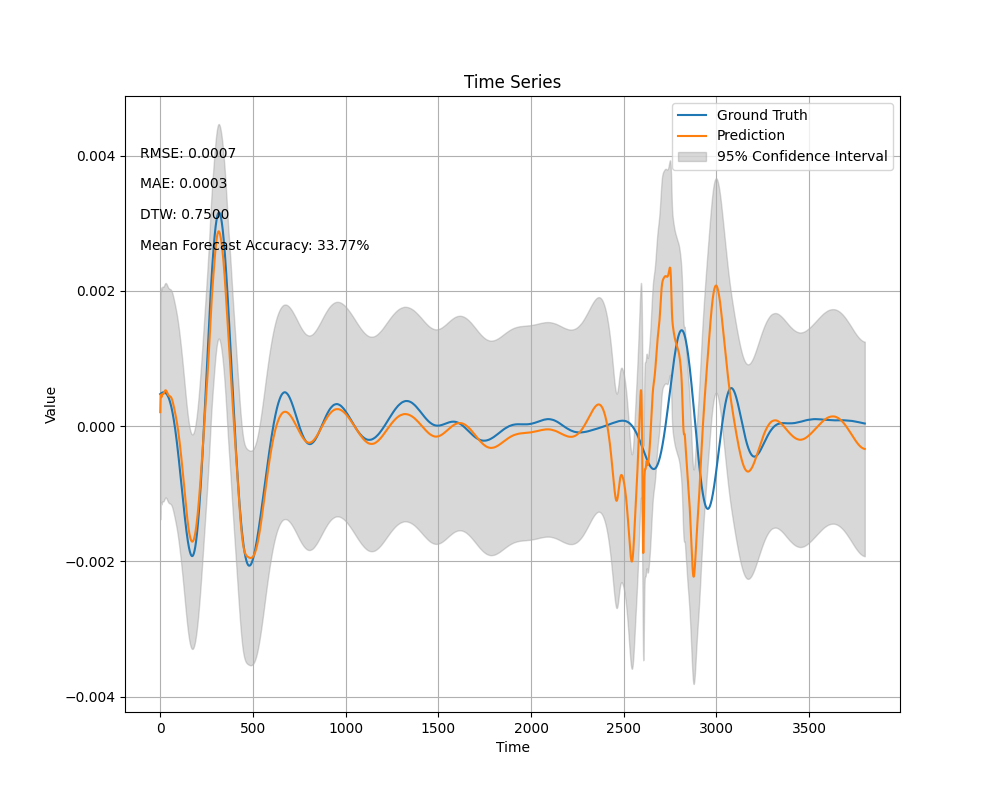 Time Series
Ground Truth
Prediction
95% Confidence Interval
RMSE: 0.0007
MAE: 0.0003
DTW: 0.7500
Mean Forecast Accuracy: 33.77%
0.004
0.002
0.000
−0.002
−0.004
Value
0 500 1000 1500 2000 2500 3000 3500
Time